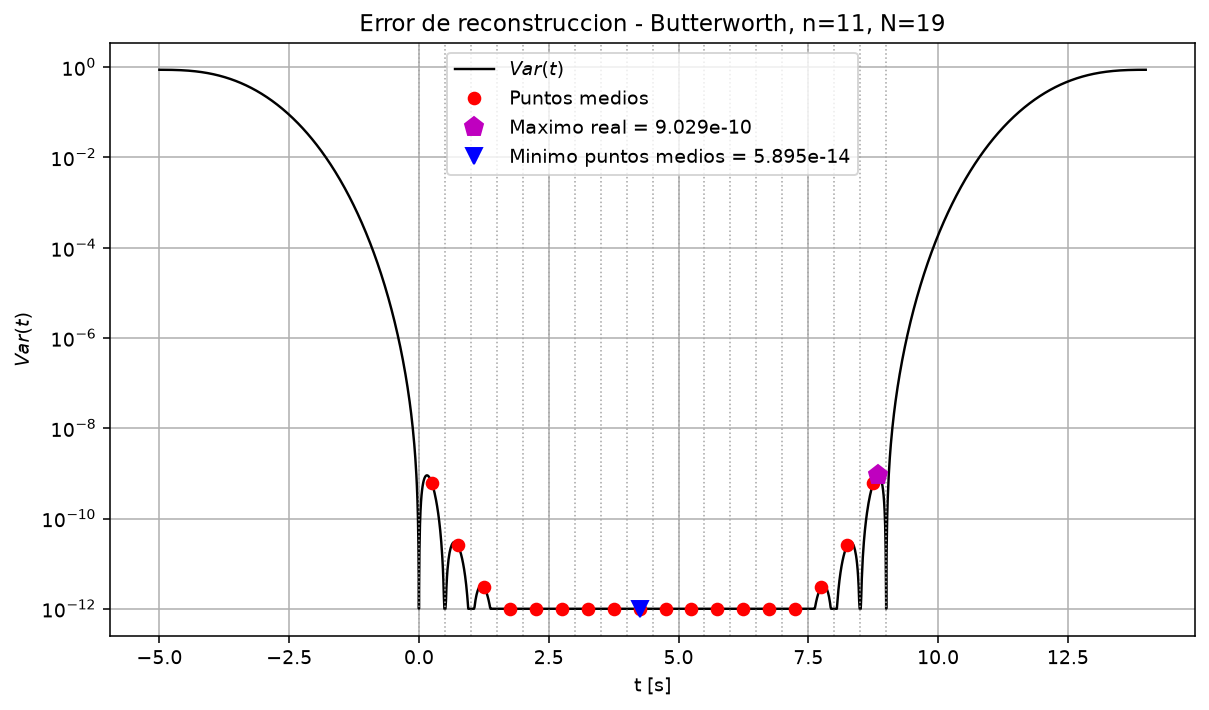 Error de reconstruccion - Butterworth, n=11, N=19
Var(t)
Puntos medios
Maximo real = 9.029e-10
Minimo puntos medios = 5.895e-14
10⁰
10⁻²
10⁻⁴
10⁻⁶
10⁻⁸
10⁻¹⁰
10⁻¹²
Var(t)
−5.0 −2.5 0.0 2.5 5.0 7.5 10.0 12.5
t [s]